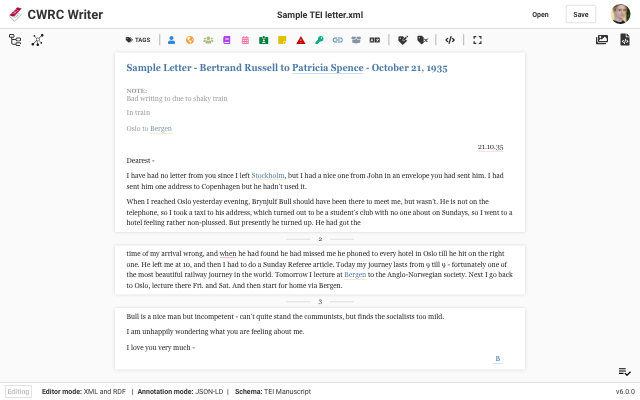 CWRC Writer
Sample TEI letter.xml
Open
Save
TAGS
Sample Letter - Bertrand Russell to Patricia Spence - October 21, 1935
NOTE:
Bad writing to due to shaky train
In train
Oslo to Bergen
21.10.35
Dearest -
I have had no letter from you since I left Stockholm, but I had a nice one from John in an envelope you had sent him. I had
sent him one address to Copenhagen but he hadn't used it.
When I reached Oslo yesterday evening, Brynjulf Bull should have been there to meet me, but wasn't. He is not on the
telephone, so I took a taxi to his address, which turned out to be a student's club with no one about on Sundays, so I went to a
hotel feeling rather non-plussed. But presently he turned up. He had got the
2
time of my arrival wrong, and when he had found he had missed me he phoned to every hotel in Oslo till he hit on the right
one. He left me at 10, and then I had to do a Sunday Referee article. Today my journey lasts from 9 till 9 - fortunately one of
the most beautiful railway journey in the world. Tomorrow I lecture at Bergen to the Anglo-Norwegian society. Next I go back
to Oslo, lecture there Fri. and Sat. And then start for home via Bergen.
3
Bull is a nice man but incompetent - can't quite stand the communists, but finds the socialists too mild.
I am unhappily wondering what you are feeling about me.
I love you very much -
B
Editing
Editor mode: XML and RDF | Annotation mode: JSON-LD | Schema: TEI Manuscript
v6.0.0